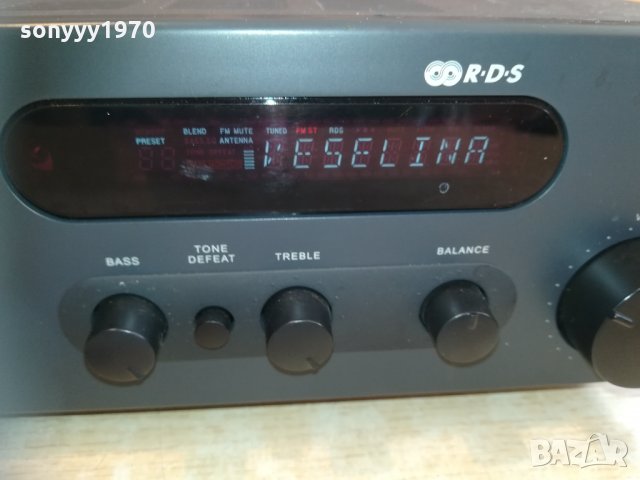 sonyyy1970
R·D·S
BLEND FM MUTE TUNED FM ST RDS
PRESET ANTENNA
VESELINA
BASS TONE DEFEAT TREBLE BALANCE
BAZAR